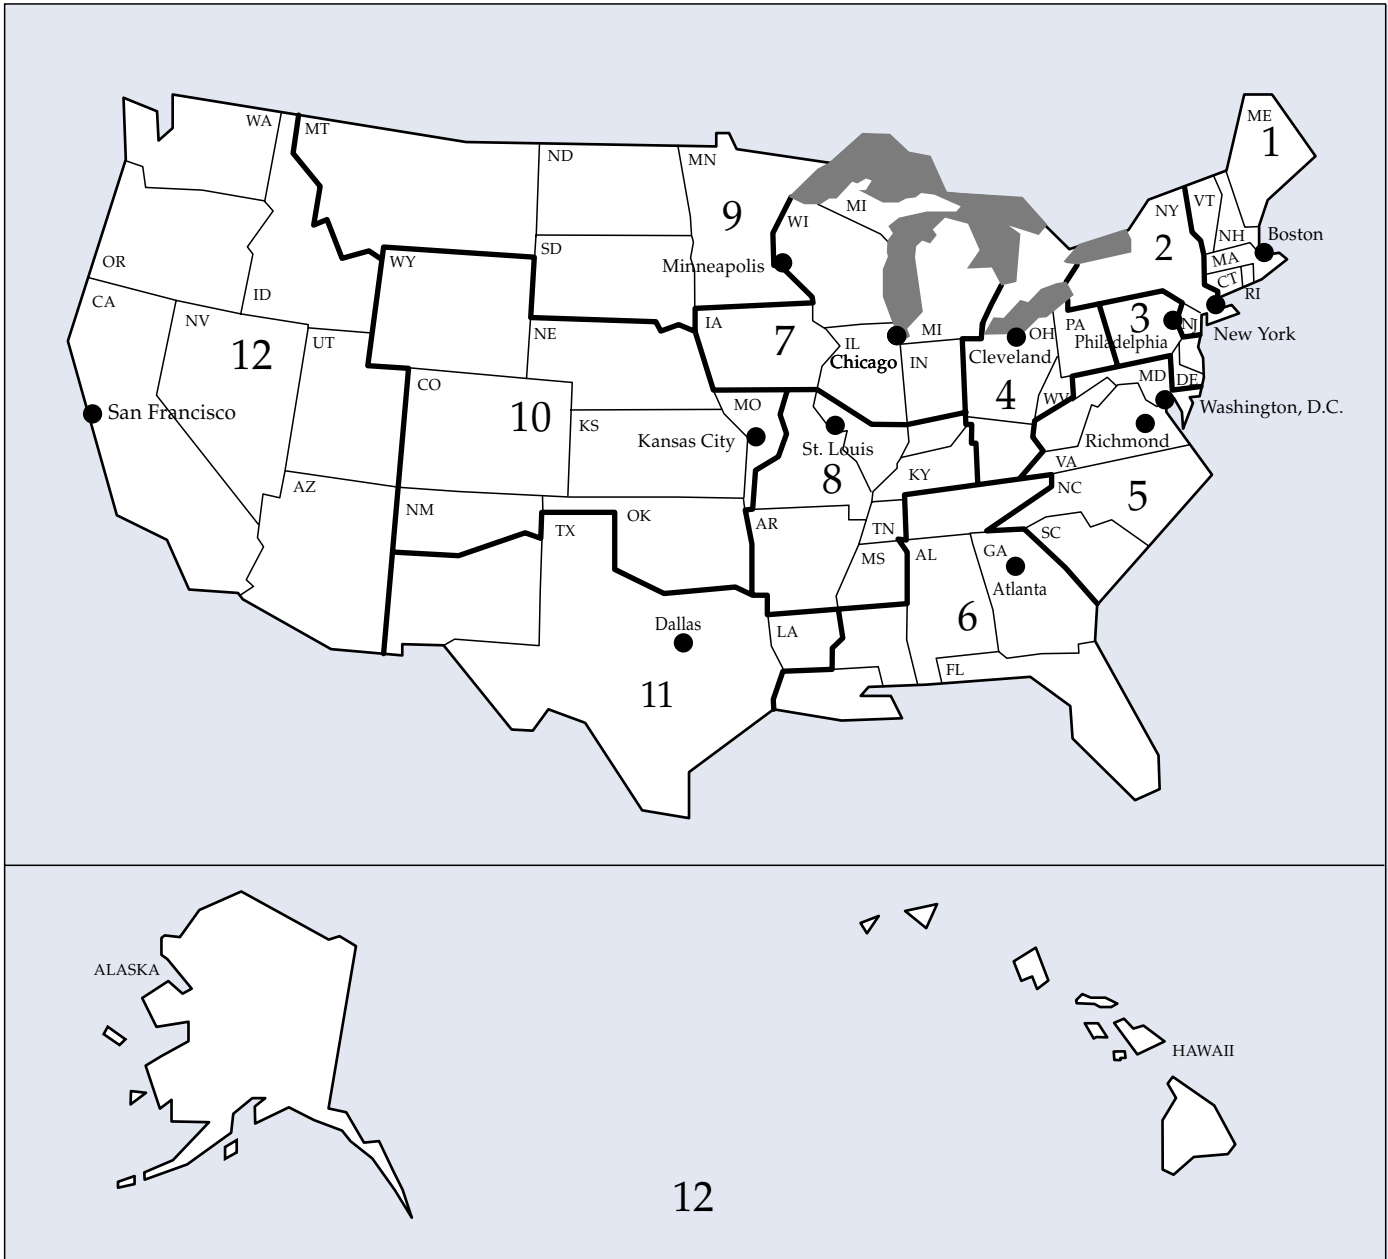 ME
1
WA
MT
ND
MN
MI
NY
VT
9
WI
2
NH
Boston
SD
MA
OR
WY
Minneapolis
CT
ID
RI
CA
NV
NE
IA
7
IL
MI
OH
PA
3
NJ
New York
12
UT
Chicago
IN
Cleveland
Philadelphia
CO
4
WV
MD
DE
San Francisco
10
MO
Washington, D.C.
KS
Kansas City
St. Louis
Richmond
8
KY
VA
AZ
NC
5
NM
TX
OK
AR
TN
SC
MS
AL
GA
Atlanta
Dallas
LA
6
FL
11
ALASKA
HAWAII
12